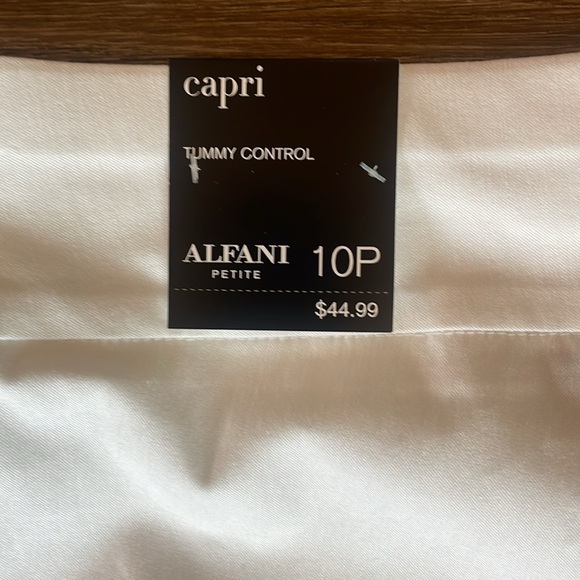 capri
TUMMY CONTROL
ALFANI 10P
PETITE
$44.99